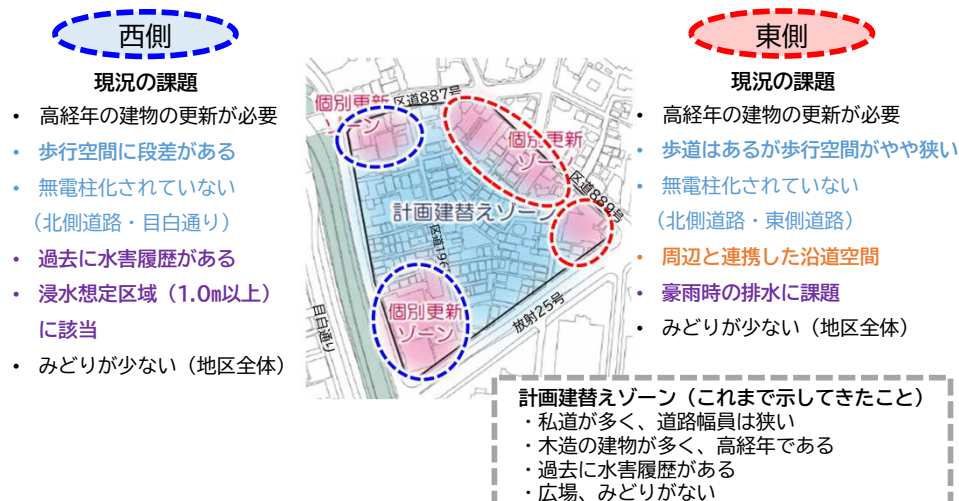 西側
現況の課題
• 高経年の建物の更新が必要
• 歩行空間に段差がある
• 無電柱化されていない
（北側道路・目白通り）
• 過去に水害履歴がある
• 浸水想定区域（1.0m以上）
に該当
• みどりが少ない（地区全体）
個別更新
ゾーン
区道887号
個別更新
ゾーン
区道889号
計画建替えゾーン
個別更新
ゾーン
放射25号
目白通り
東側
現況の課題
• 高経年の建物の更新が必要
• 歩道はあるが歩行空間がやや狭い
• 無電柱化されていない
（北側道路・東側道路）
• 周辺と連携した沿道空間
• 豪雨時の排水に課題
• みどりが少ない（地区全体）
計画建替えゾーン（これまで示してきたこと）
・私道が多く、道路幅員は狭い
・木造の建物が多く、高経年である
・過去に水害履歴がある
・広場、みどりがない